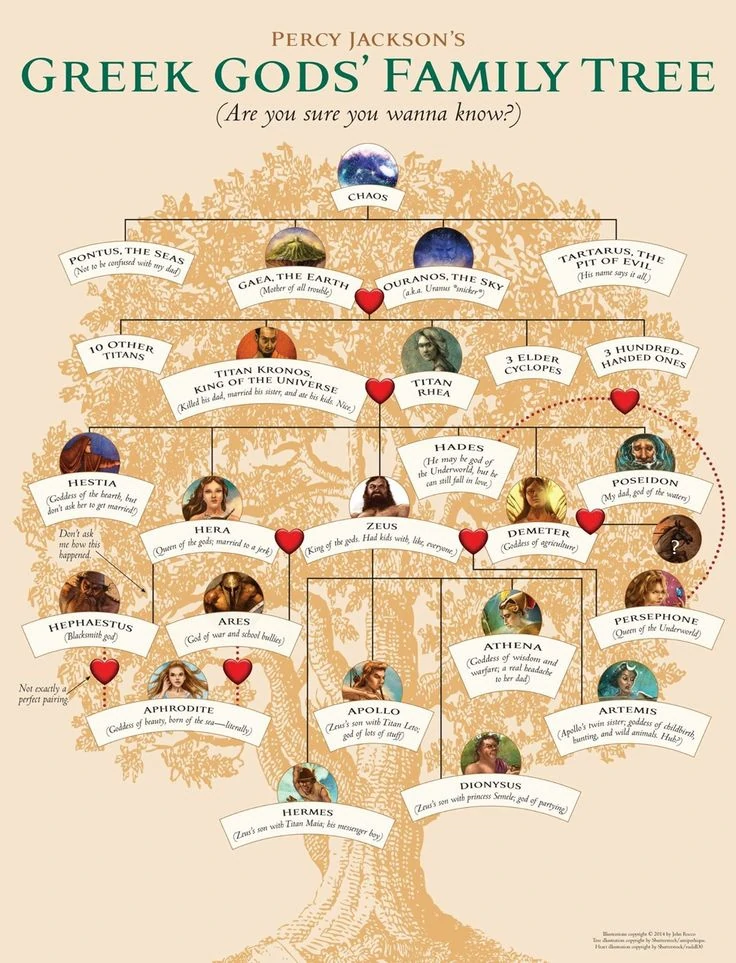 PERCY JACKSON'S
GREEK GODS' FAMILY TREE
(Are you sure you wanna know?)
CHAOS
PONTUS, THE SEAS
(Not to be confused with my dad)
GAEA, THE EARTH
(Mother of all trouble)
OURANOS, THE SKY
(a.k.a. Uranus *snicker*)
TARTARUS, THE
PIT OF EVIL
(His name says it all.)
10 OTHER
TITANS
TITAN KRONOS,
KING OF THE UNIVERSE
(Killed his dad, married his sister, and ate his kids. Nice.)
TITAN
RHEA
3 ELDER
CYCLOPES
3 HUNDRED-
HANDED ONES
HESTIA
(Goddess of the hearth, but
don't ask her to get married!)
HERA
(Queen of the gods; married to a jerk)
ZEUS
(King of the gods. Had kids with, like, everyone.)
HADES
(He may be god of
the Underworld, but he
can still fall in love.)
DEMETER
(Goddess of agriculture)
POSEIDON
(My dad, god of the waters)
?
Don't ask
me how this
happened.
HEPHAESTUS
(Blacksmith god)
ARES
(God of war and school bullies)
ATHENA
(Goddess of wisdom and
warfare; a real headache
to her dad)
PERSEPHONE
(Queen of the Underworld)
Not exactly a
perfect pairing.
APHRODITE
(Goddess of beauty, born of the sea—literally)
APOLLO
(Zeus's son with Titan Leto;
god of lots of stuff)
ARTEMIS
(Apollo's twin sister; goddess of childbirth,
hunting, and wild animals. Huh?)
HERMES
(Zeus's son with Titan Maia; his messenger boy)
DIONYSUS
(Zeus's son with princess Semele; god of partying)
Illustrations copyright © 2014 by John Rocco
Tree illustration copyright by Shutterstock/antipathique.
Heart illustration copyright by Shutterstock/